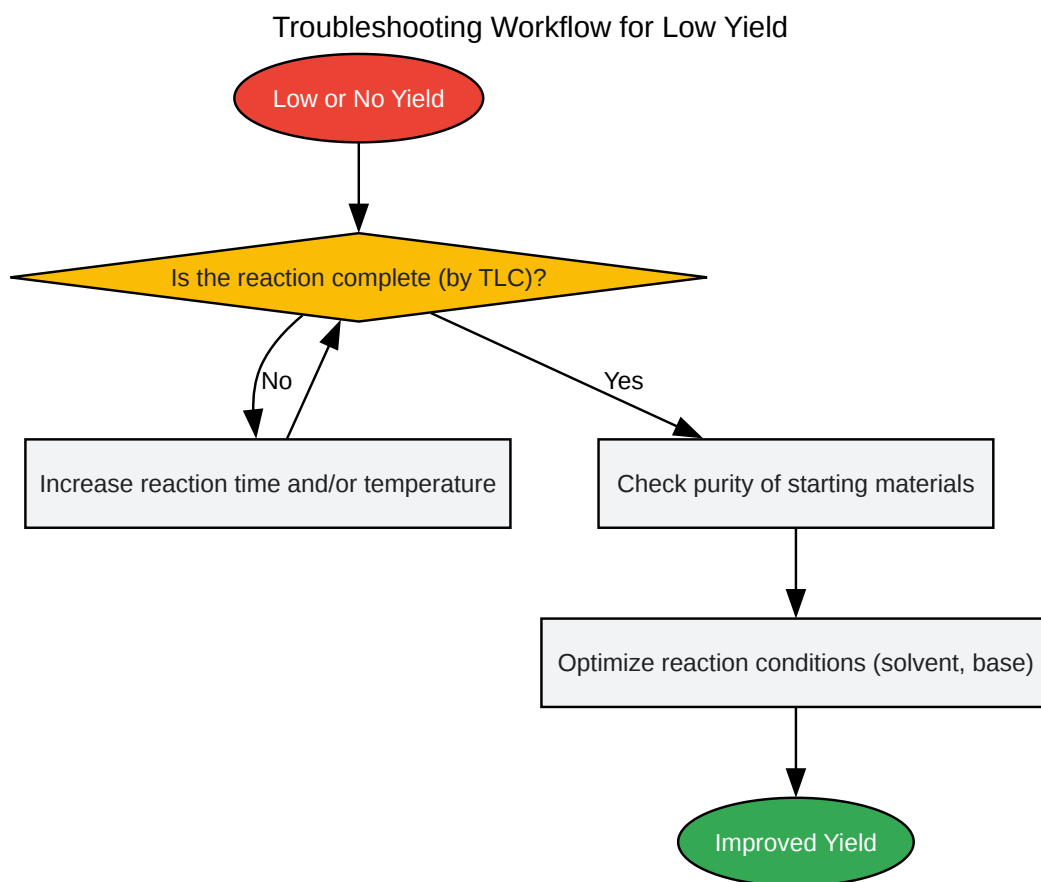 Troubleshooting Workflow for Low Yield
Low or No Yield
Is the reaction complete (by TLC)?
No
Yes
Increase reaction time and/or temperature
Check purity of starting materials
Optimize reaction conditions (solvent, base)
Improved Yield